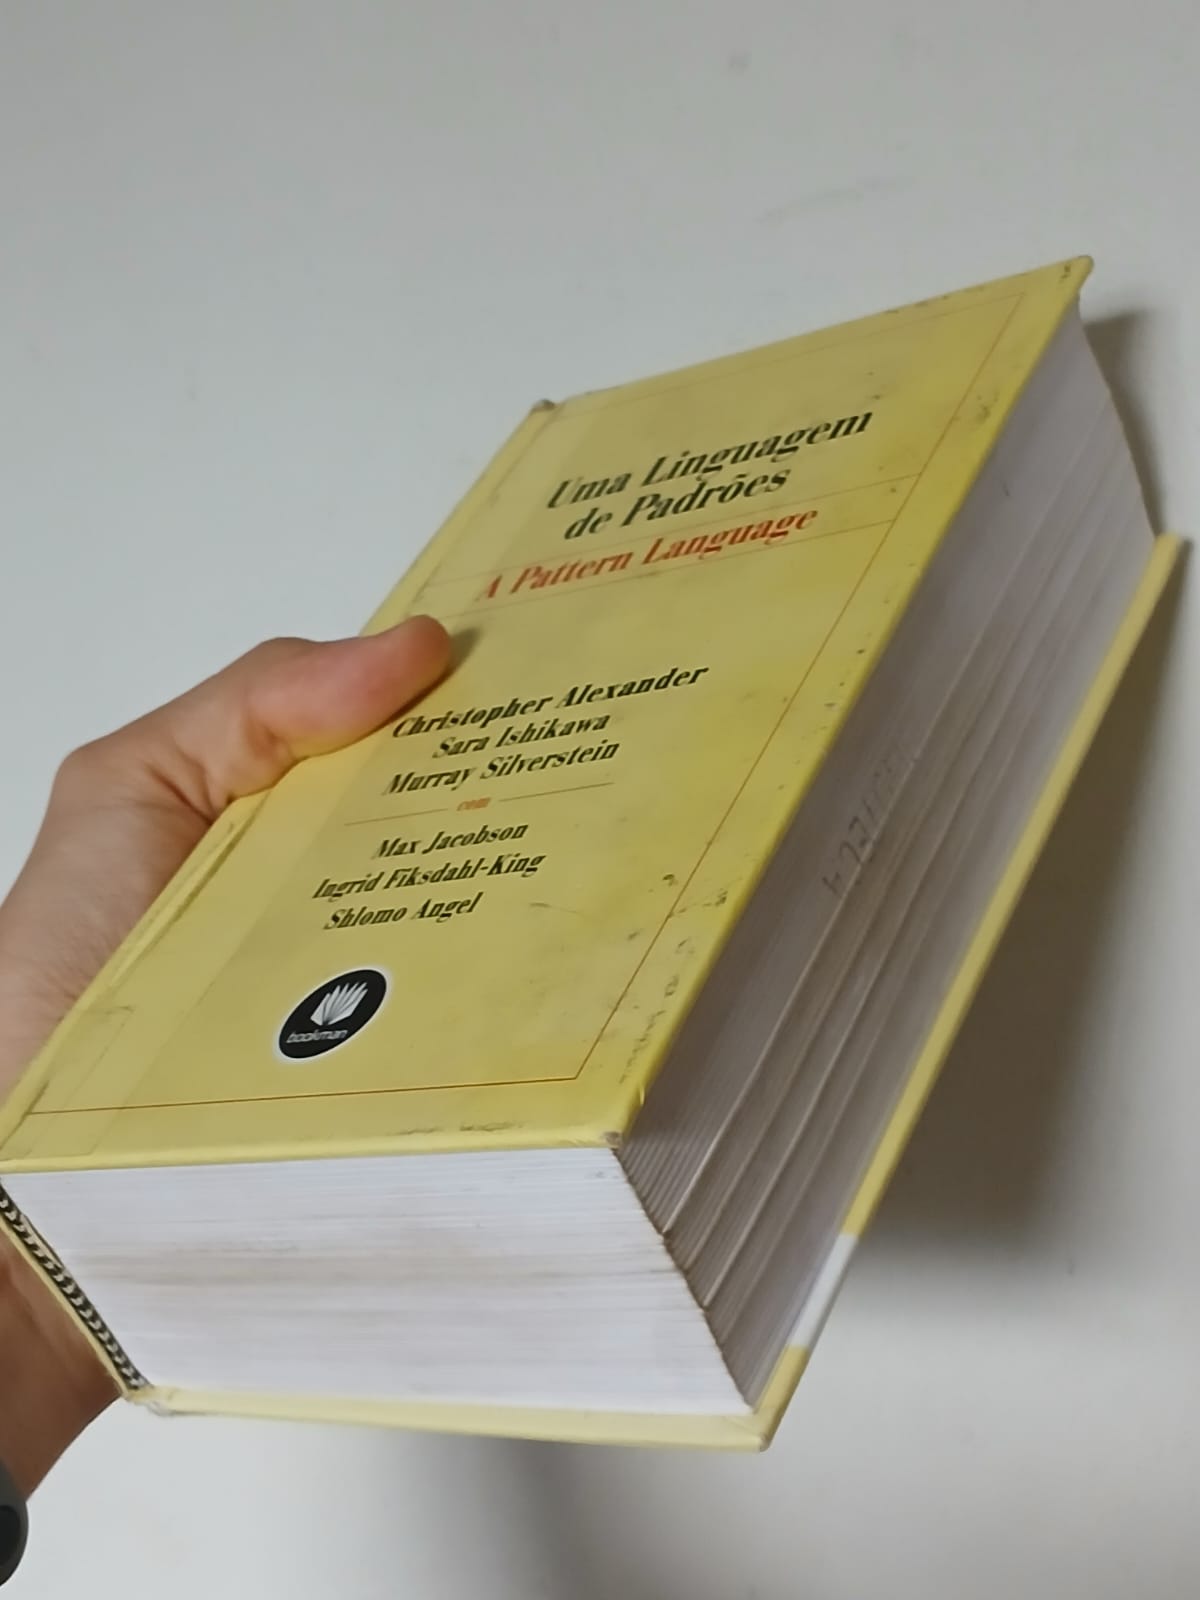 Uma Linguagem
de Padrões
A Pattern Language
Christopher Alexander
Sara Ishikawa
Murray Silverstein
com
Max Jacobson
Ingrid Fiksdahl-King
Shlomo Angel
bookman